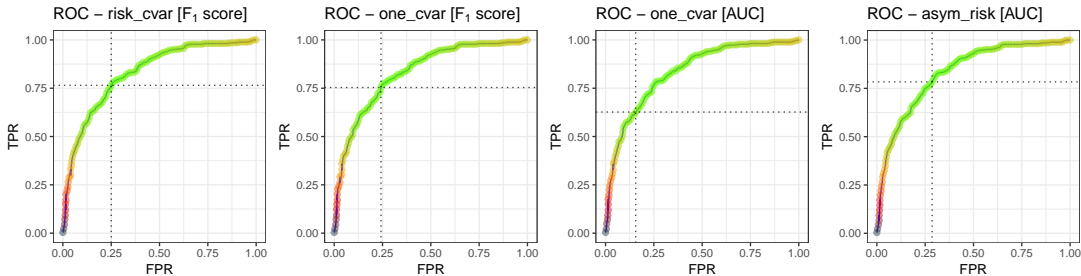 ROC − risk_cvar [F₁ score]
1.00
0.75
0.50
0.25
0.00
TPR
0.00 0.25 0.50 0.75 1.00
FPR
ROC − one_cvar [F₁ score]
1.00
0.75
0.50
0.25
0.00
TPR
0.00 0.25 0.50 0.75 1.00
FPR
ROC − one_cvar [AUC]
1.00
0.75
0.50
0.25
0.00
TPR
0.00 0.25 0.50 0.75 1.00
FPR
ROC − asym_risk [AUC]
1.00
0.75
0.50
0.25
0.00
TPR
0.00 0.25 0.50 0.75 1.00
FPR